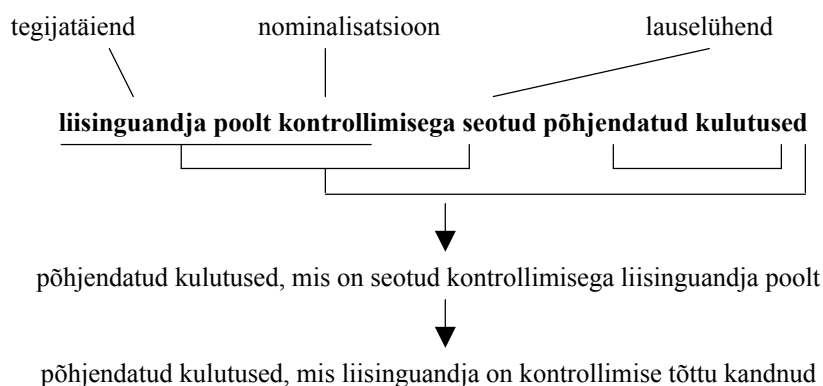 tegijatäiend nominalisatsioon lauselühend
liisinguandja poolt kontrollimisega seotud põhjendatud kulutused
põhjendatud kulutused, mis on seotud kontrollimisega liisinguandja poolt
põhjendatud kulutused, mis liisinguandja on kontrollimise tõttu kandnud